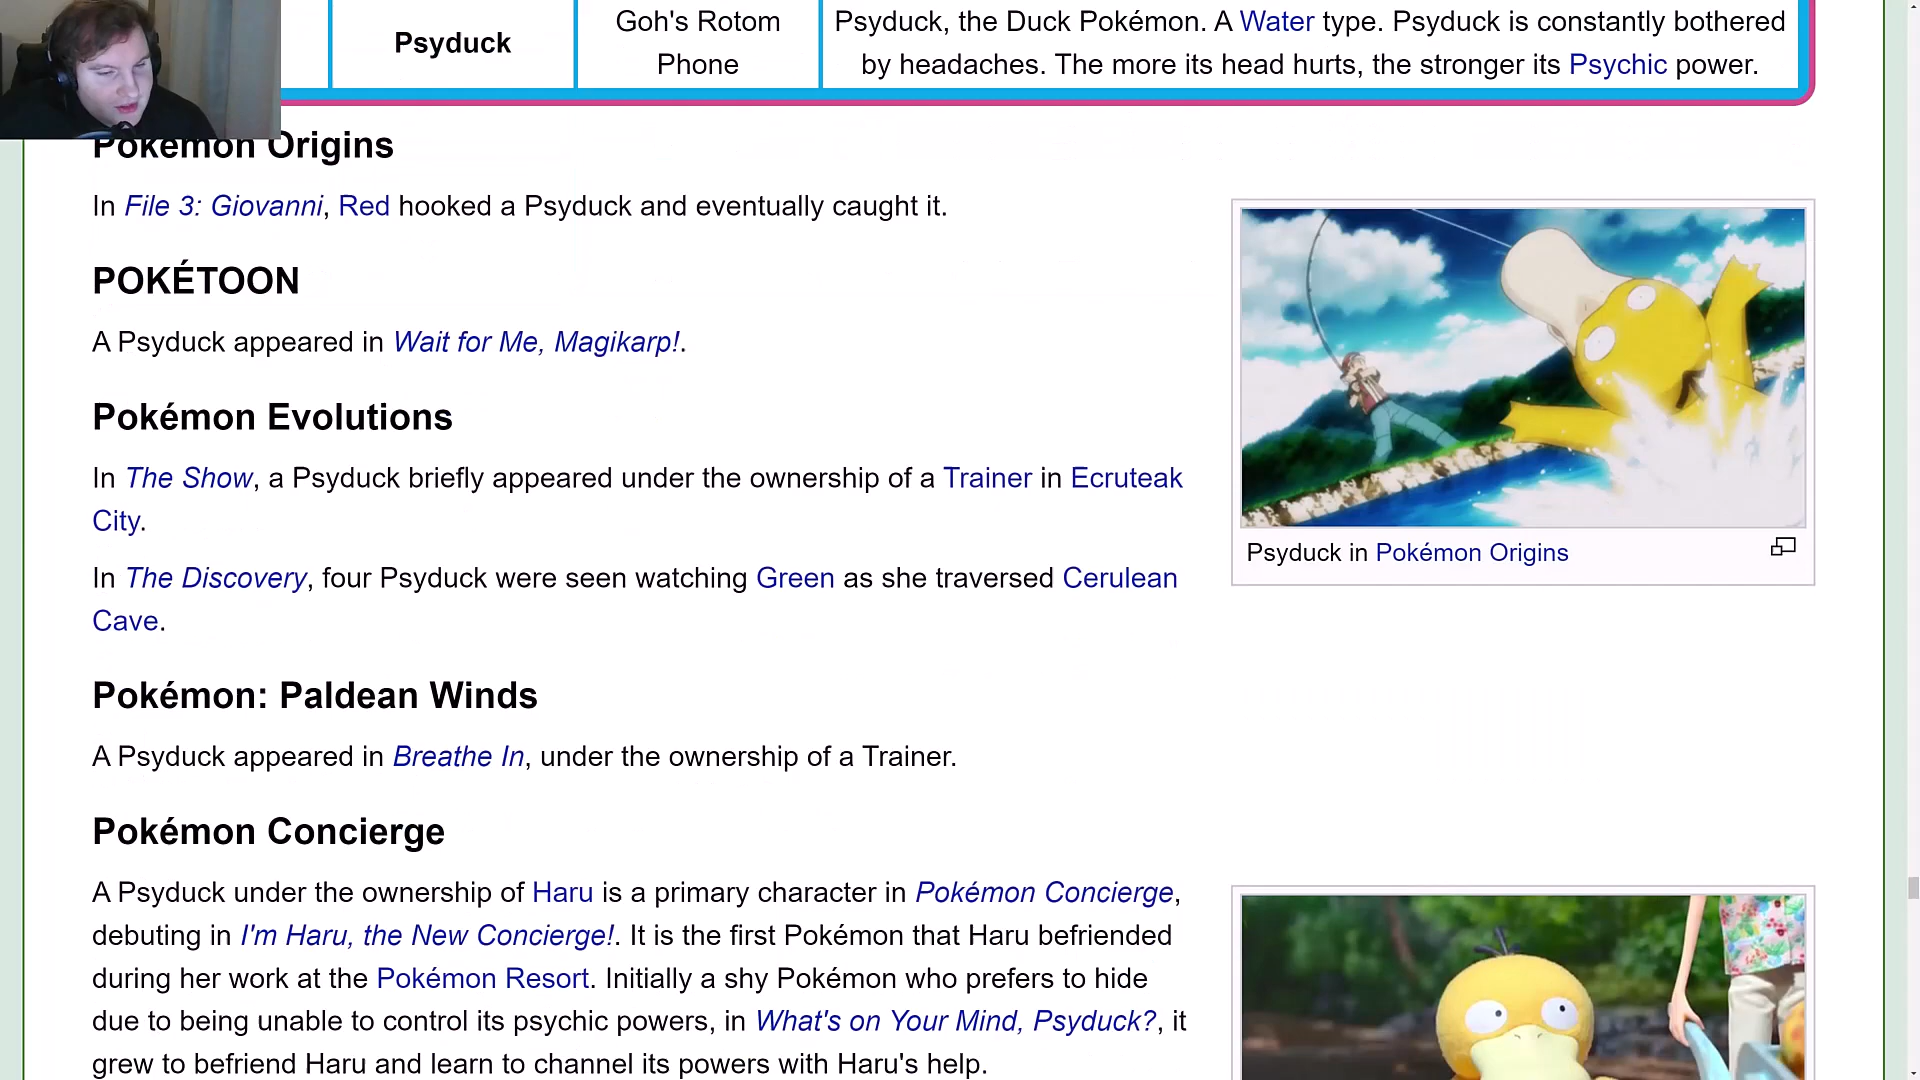 Psyduck
Goh's Rotom
Phone
Psyduck, the Duck Pokémon. A Water type. Psyduck is constantly bothered
by headaches. The more its head hurts, the stronger its Psychic power.
Pokémon Origins
In File 3: Giovanni, Red hooked a Psyduck and eventually caught it.
POKÉTOON
A Psyduck appeared in Wait for Me, Magikarp!.
Pokémon Evolutions
In The Show, a Psyduck briefly appeared under the ownership of a Trainer in Ecruteak
City.
In The Discovery, four Psyduck were seen watching Green as she traversed Cerulean
Cave.
Psyduck in Pokémon Origins
Pokémon: Paldean Winds
A Psyduck appeared in Breathe In, under the ownership of a Trainer.
Pokémon Concierge
A Psyduck under the ownership of Haru is a primary character in Pokémon Concierge,
debuting in I'm Haru, the New Concierge!. It is the first Pokémon that Haru befriended
during her work at the Pokémon Resort. Initially a shy Pokémon who prefers to hide
due to being unable to control its psychic powers, in What's on Your Mind, Psyduck?, it
grew to befriend Haru and learn to channel its powers with Haru's help.